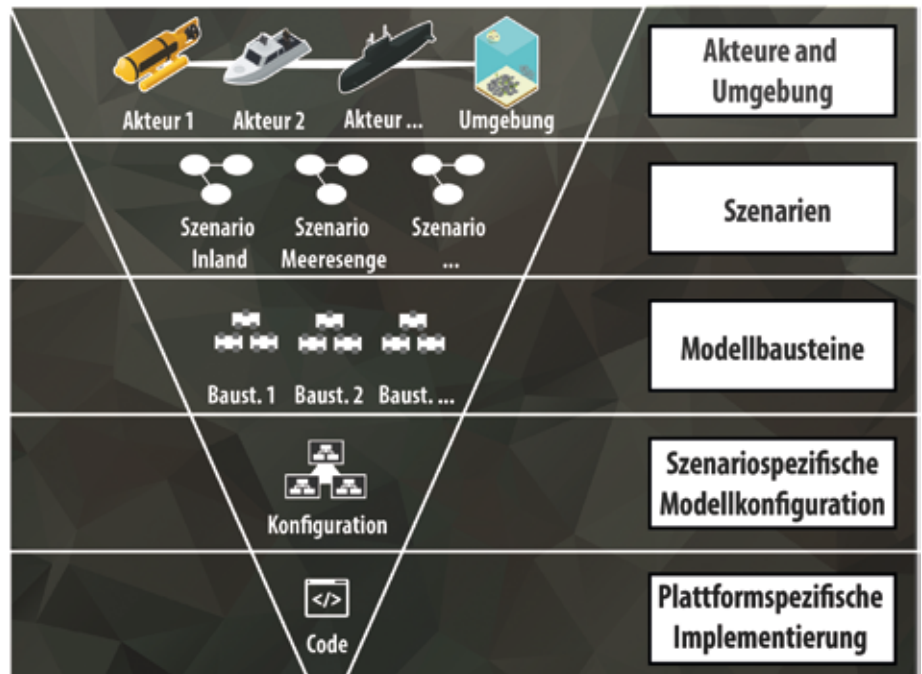 Akteur 1
Akteur 2
Akteur ...
Umgebung
Akteure and
Umgebung
Szenario
Inland
Szenario
Meeresenge
Szenario
...
Szenarien
Baust. 1
Baust. 2
Baust. ...
Modellbausteine
Konfiguration
Szenariospezifische
Modellkonfiguration
</>
Code
Plattformspezifische
Implementierung